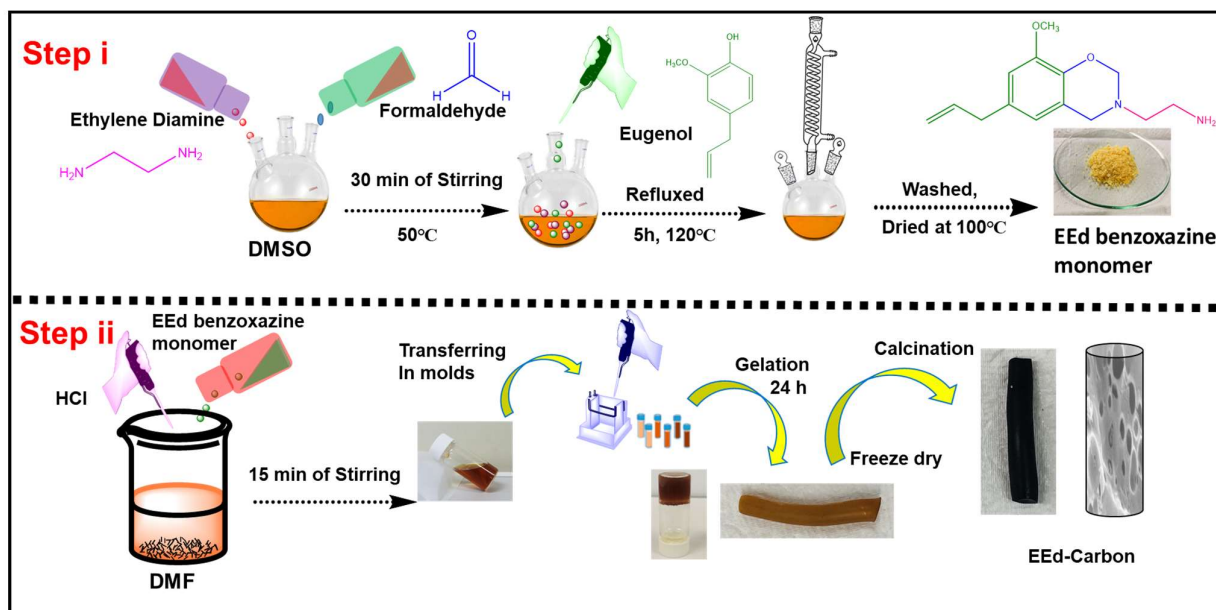 Step i
Ethylene Diamine
H₂N
NH₂
DMSO
Formaldehyde
O
H
H
30 min of Stirring
50°C
Eugenol
OH
H₃CO
Refluxed
5h, 120°C
Washed,
Dried at 100°C
OCH₃
O
N
NH₂
EEd benzoxazine
monomer
Step ii
EEd benzoxazine
monomer
HCl
DMF
15 min of Stirring
Transferring
In molds
Gelation
24 h
Freeze dry
Calcination
EEd-Carbon